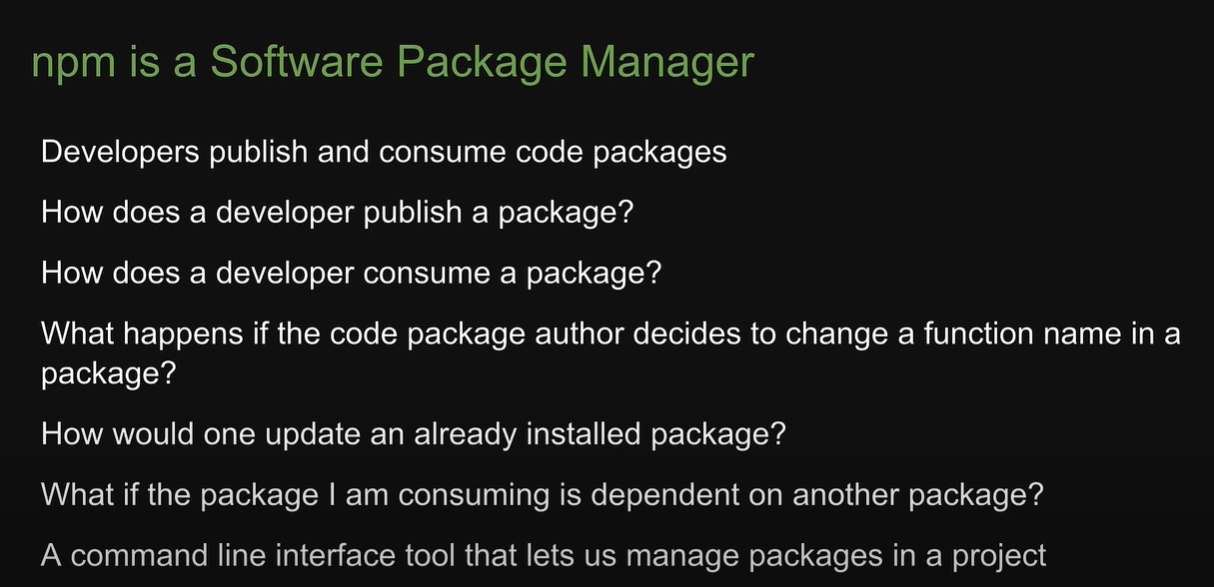 npm is a Software Package Manager
Developers publish and consume code packages
How does a developer publish a package?
How does a developer consume a package?
What happens if the code package author decides to change a function name in a
package?
How would one update an already installed package?
What if the package I am consuming is dependent on another package?
A command line interface tool that lets us manage packages in a project